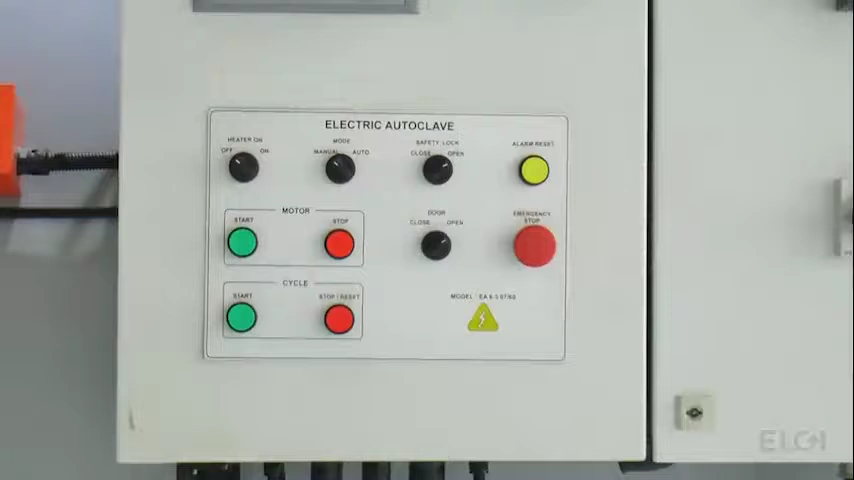 ELECTRIC AUTOCLAVE
HEATER ON
OFF ON
MODE
MANUAL AUTO
SAFETY LOCK
CLOSE OPEN
ALARM RESET
MOTOR
START STOP
DOOR
CLOSE OPEN
EMERGENCY
STOP
CYCLE
START STOP / RESET
MODEL